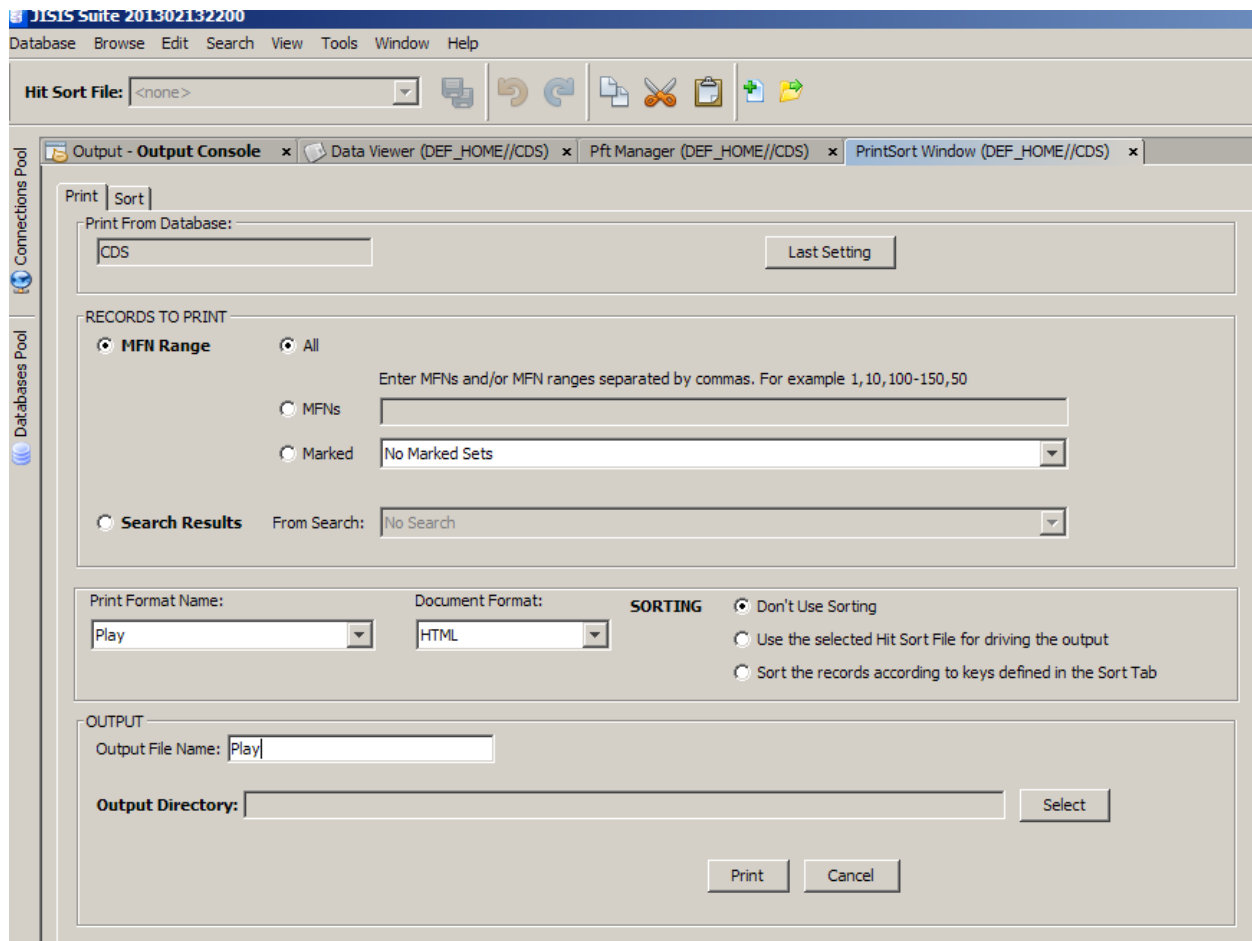 JISIS Suite 201302132200
Database Browse Edit Search View Tools Window Help
Hit Sort File: <none>
Output - Output Console x Data Viewer (DEF_HOME//CDS) x Pft Manager (DEF_HOME//CDS) x PrintSort Window (DEF_HOME//CDS) x
Connections Pool
Databases Pool
Print Sort
Print From Database:
CDS Last Setting
RECORDS TO PRINT
MFN Range All
Enter MFNs and/or MFN ranges separated by commas. For example 1,10,100-150,50
MFNs
Marked No Marked Sets
Search Results From Search: No Search
Print Format Name: Document Format: SORTING Don't Use Sorting
Play HTML Use the selected Hit Sort File for driving the output
Sort the records according to keys defined in the Sort Tab
OUTPUT
Output File Name: Play
Output Directory: Select
Print Cancel